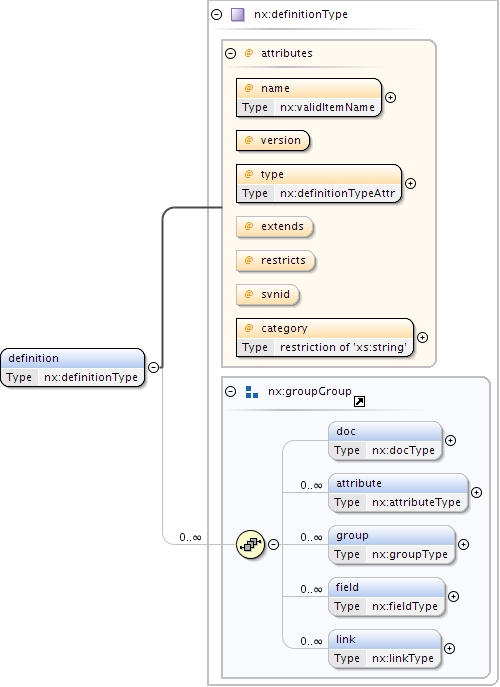 nx:definitionType
@ attributes
@ name
Type nx:validItemName
@ version
@ type
Type nx:definitionTypeAttr
@ extends
@ restricts
@ svnid
@ category
Type restriction of 'xs:string'
definition
Type nx:definitionType
nx:groupGroup
doc
Type nx:docType
0..∞ attribute
Type nx:attributeType
0..∞
0..∞ group
Type nx:groupType
0..∞ field
Type nx:fieldType
0..∞ link
Type nx:linkType